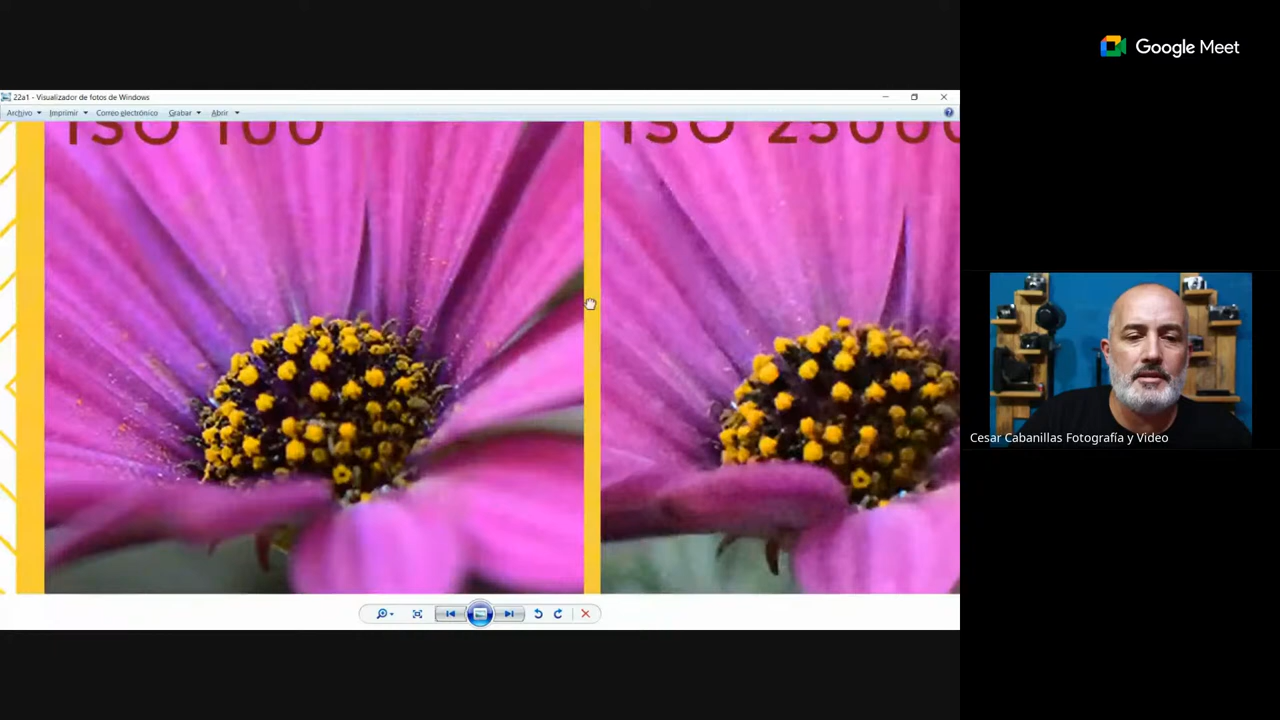 Google Meet
22a1 - Visualizador de fotos de Windows
Archivo Imprimir Correo electrónico Grabar Abrir
ISO 100
ISO 25000
Cesar Cabanillas Fotografía y Video